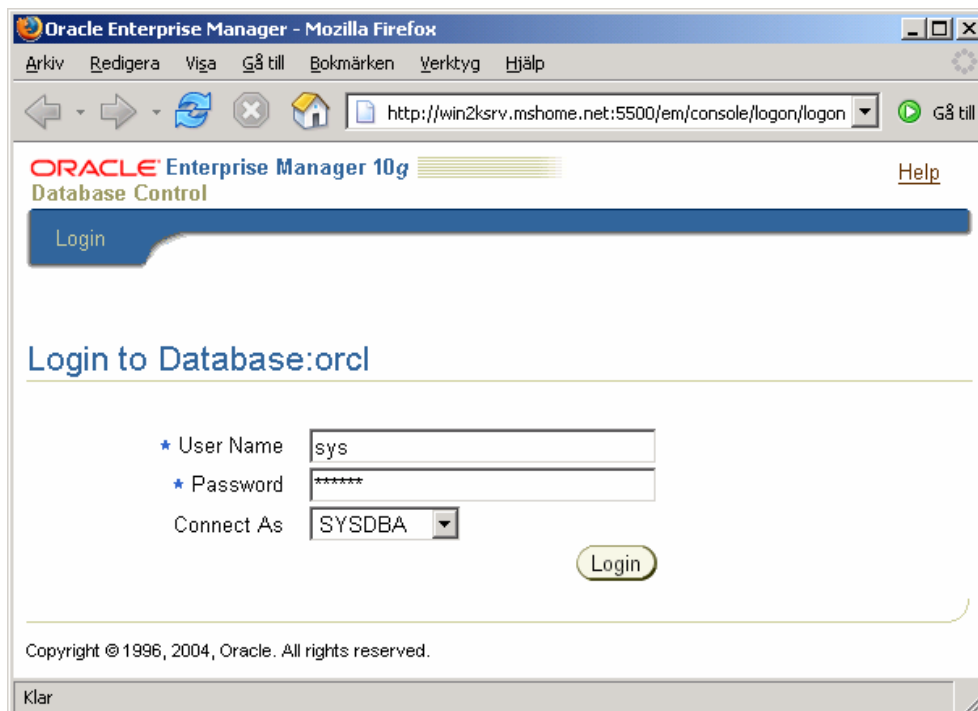 Oracle Enterprise Manager - Mozilla Firefox
Arkiv Redigera Visa Gå till Bokmärken Verktyg Hjälp
http://win2ksrv.mshome.net:5500/em/console/logon/logon Gå till
ORACLE Enterprise Manager 10g
Database Control
Help
Login
Login to Database:orcl
* User Name sys
* Password ******
Connect As SYSDBA
Login
Copyright © 1996, 2004, Oracle. All rights reserved.
Klar